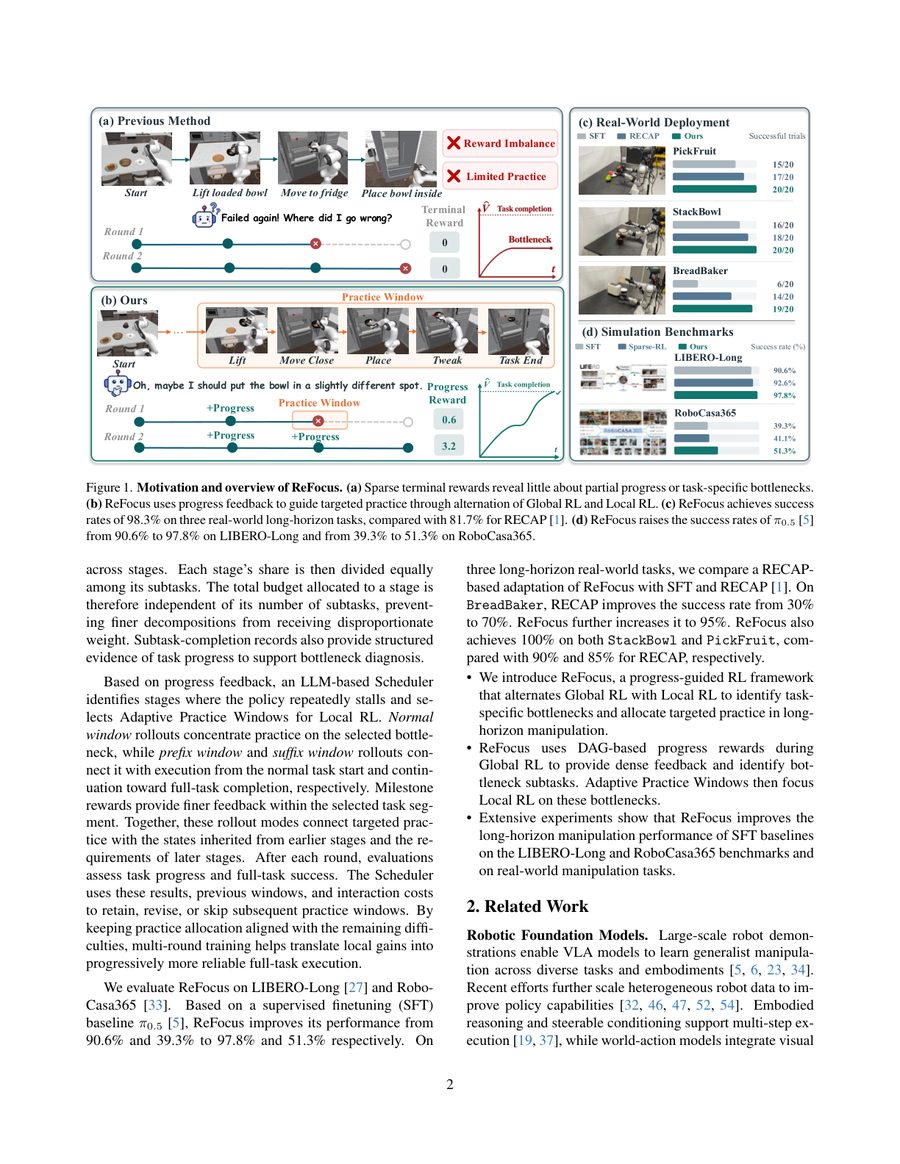 (a) Previous Method
Start
Lift loaded bowl
Move to fridge
Place bowl inside
Reward Imbalance
Limited Practice
Failed again! Where did I go wrong?
Terminal
Reward
Round 1
0
Round 2
0
V̂ Task completion
Bottleneck
t
(b) Ours
Practice Window
Start
Lift
Move Close
Place
Tweak
Task End
Oh, maybe I should put the bowl in a slightly different spot.
Progress
Reward
Practice Window
Round 1
+Progress
0.6
Round 2
+Progress
+Progress
3.2
V̂ Task completion
t
(c) Real-World Deployment
SFT RECAP Ours Successful trials
PickFruit
15/20
17/20
20/20
StackBowl
16/20
18/20
20/20
BreadBaker
6/20
14/20
19/20
(d) Simulation Benchmarks
SFT Sparse-RL Ours Success rate (%)
LIBERO-Long
90.6%
92.6%
97.8%
RoboCasa365
39.3%
41.1%
51.3%
Figure 1. Motivation and overview of ReFocus. (a) Sparse terminal rewards reveal little about partial progress or task-specific bottlenecks.
(b) ReFocus uses progress feedback to guide targeted practice through alternation of Global RL and Local RL. (c) ReFocus achieves success
rates of 98.3% on three real-world long-horizon tasks, compared with 81.7% for RECAP [1]. (d) ReFocus raises the success rates of π0.5 [5]
from 90.6% to 97.8% on LIBERO-Long and from 39.3% to 51.3% on RoboCasa365.
across stages. Each stage's share is then divided equally
among its subtasks. The total budget allocated to a stage is
therefore independent of its number of subtasks, prevent-
ing finer decompositions from receiving disproportionate
weight. Subtask-completion records also provide structured
evidence of task progress to support bottleneck diagnosis.
Based on progress feedback, an LLM-based Scheduler
identifies stages where the policy repeatedly stalls and se-
lects Adaptive Practice Windows for Local RL. Normal
window rollouts concentrate practice on the selected bottle-
neck, while prefix window and suffix window rollouts con-
nect it with execution from the normal task start and contin-
uation toward full-task completion, respectively. Milestone
rewards provide finer feedback within the selected task seg-
ment. Together, these rollout modes connect targeted prac-
tice with the states inherited from earlier stages and the re-
quirements of later stages. After each round, evaluations
assess task progress and full-task success. The Scheduler
uses these results, previous windows, and interaction costs
to retain, revise, or skip subsequent practice windows. By
keeping practice allocation aligned with the remaining diffi-
culties, multi-round training helps translate local gains into
progressively more reliable full-task execution.
We evaluate ReFocus on LIBERO-Long [27] and Robo-
Casa365 [33]. Based on a supervised finetuning (SFT)
baseline π0.5 [5], ReFocus improves its performance from
90.6% and 39.3% to 97.8% and 51.3% respectively. On
three long-horizon real-world tasks, we compare a RECAP-
based adaptation of ReFocus with SFT and RECAP [1]. On
BreadBaker, RECAP improves the success rate from 30%
to 70%. ReFocus further increases it to 95%. ReFocus also
achieves 100% on both StackBowl and PickFruit, com-
pared with 90% and 85% for RECAP, respectively.
• We introduce ReFocus, a progress-guided RL framework
that alternates Global RL with Local RL to identify task-
specific bottlenecks and allocate targeted practice in long-
horizon manipulation.
• ReFocus uses DAG-based progress rewards during
Global RL to provide dense feedback and identify bot-
tleneck subtasks. Adaptive Practice Windows then focus
Local RL on these bottlenecks.
• Extensive experiments show that ReFocus improves the
long-horizon manipulation performance of SFT baselines
on the LIBERO-Long and RoboCasa365 benchmarks and
on real-world manipulation tasks.
2. Related Work
Robotic Foundation Models. Large-scale robot demon-
strations enable VLA models to learn generalist manipula-
tion across diverse tasks and embodiments [5, 6, 23, 34].
Recent efforts further scale heterogeneous robot data to im-
prove policy capabilities [32, 46, 47, 52, 54]. Embodied
reasoning and steerable conditioning support multi-step ex-
ecution [19, 37], while world-action models integrate visual
2